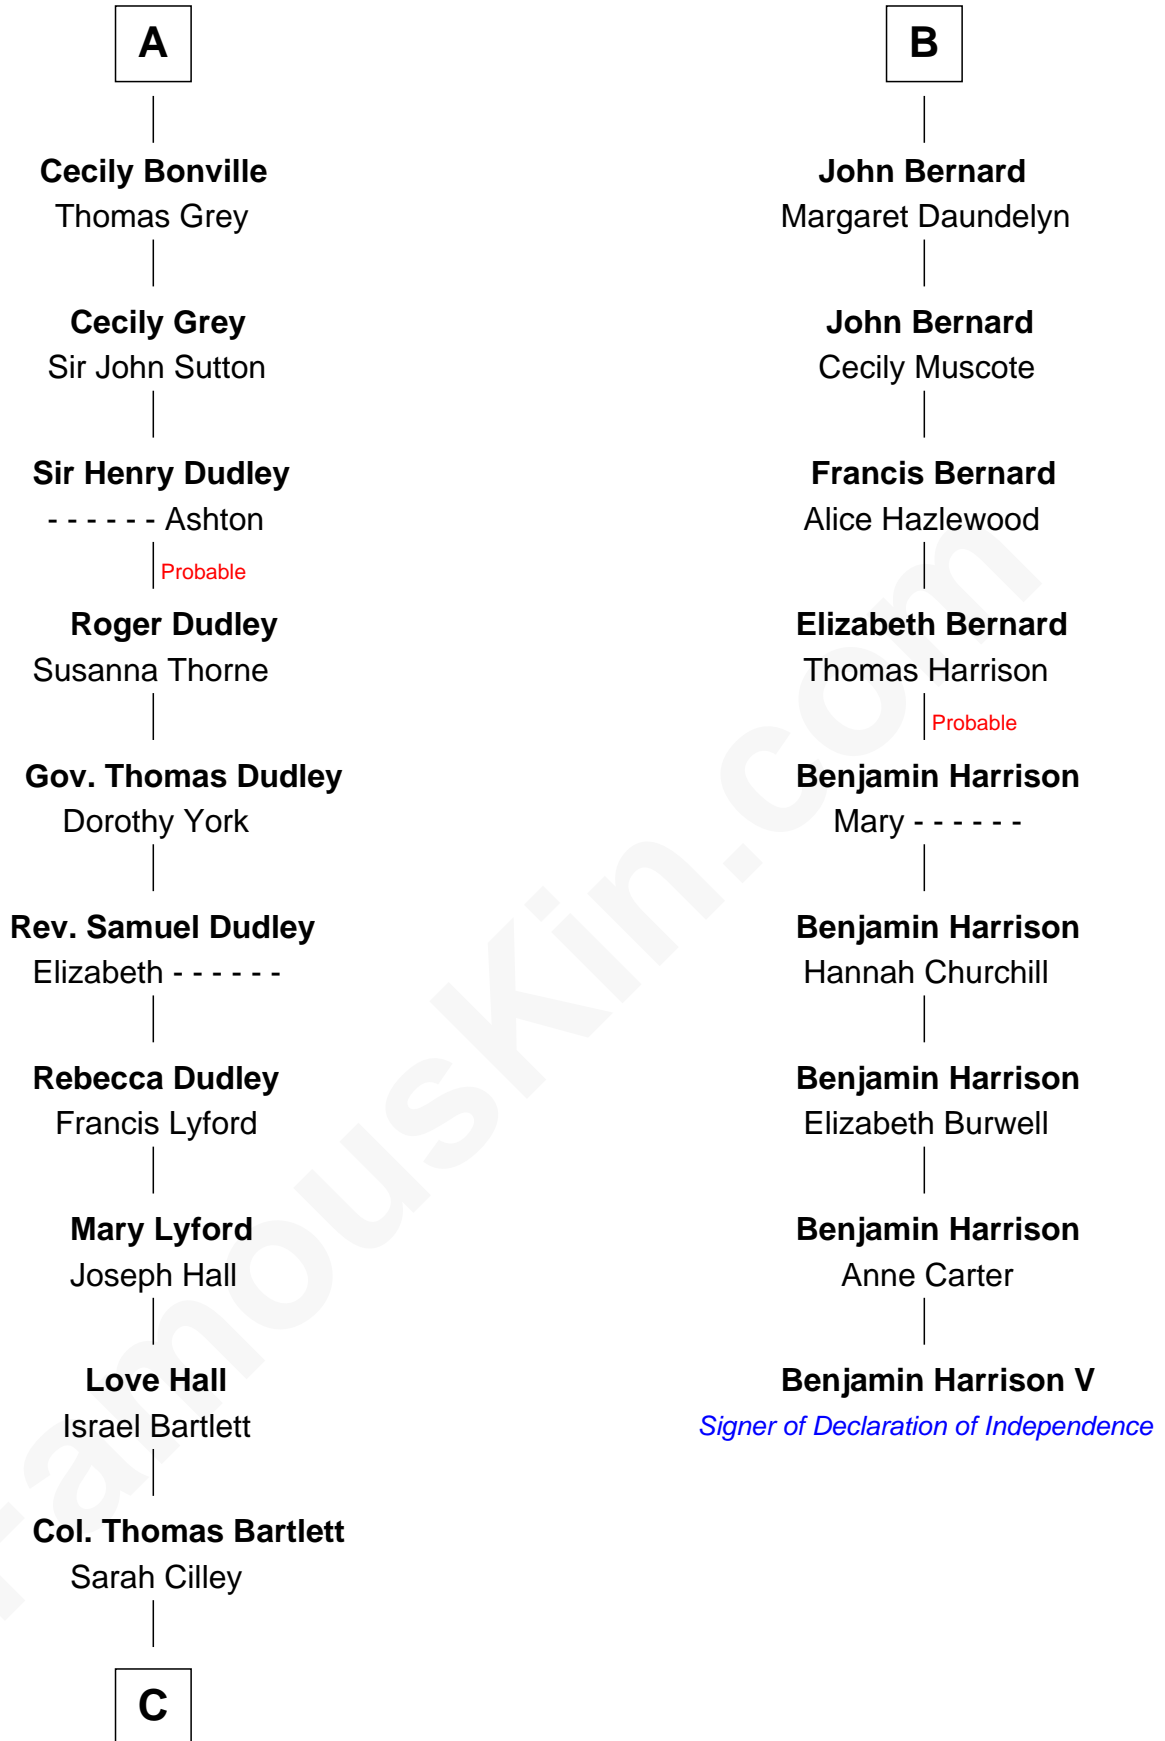 A
Cecily Bonville
Thomas Grey
Cecily Grey
Sir John Sutton
Sir Henry Dudley
- - - - - - Ashton
Probable
Roger Dudley
Susanna Thorne
Gov. Thomas Dudley
Dorothy York
Rev. Samuel Dudley
Elizabeth - - - - - -
Rebecca Dudley
Francis Lyford
Mary Lyford
Joseph Hall
Love Hall
Israel Bartlett
Col. Thomas Bartlett
Sarah Cilley
C
B
John Bernard
Margaret Daundelyn
John Bernard
Cecily Muscote
Francis Bernard
Alice Hazlewood
Elizabeth Bernard
Thomas Harrison
Probable
Benjamin Harrison
Mary - - - - - -
Benjamin Harrison
Hannah Churchill
Benjamin Harrison
Elizabeth Burwell
Benjamin Harrison
Anne Carter
Benjamin Harrison V
Signer of Declaration of Independence
FamousKin.com